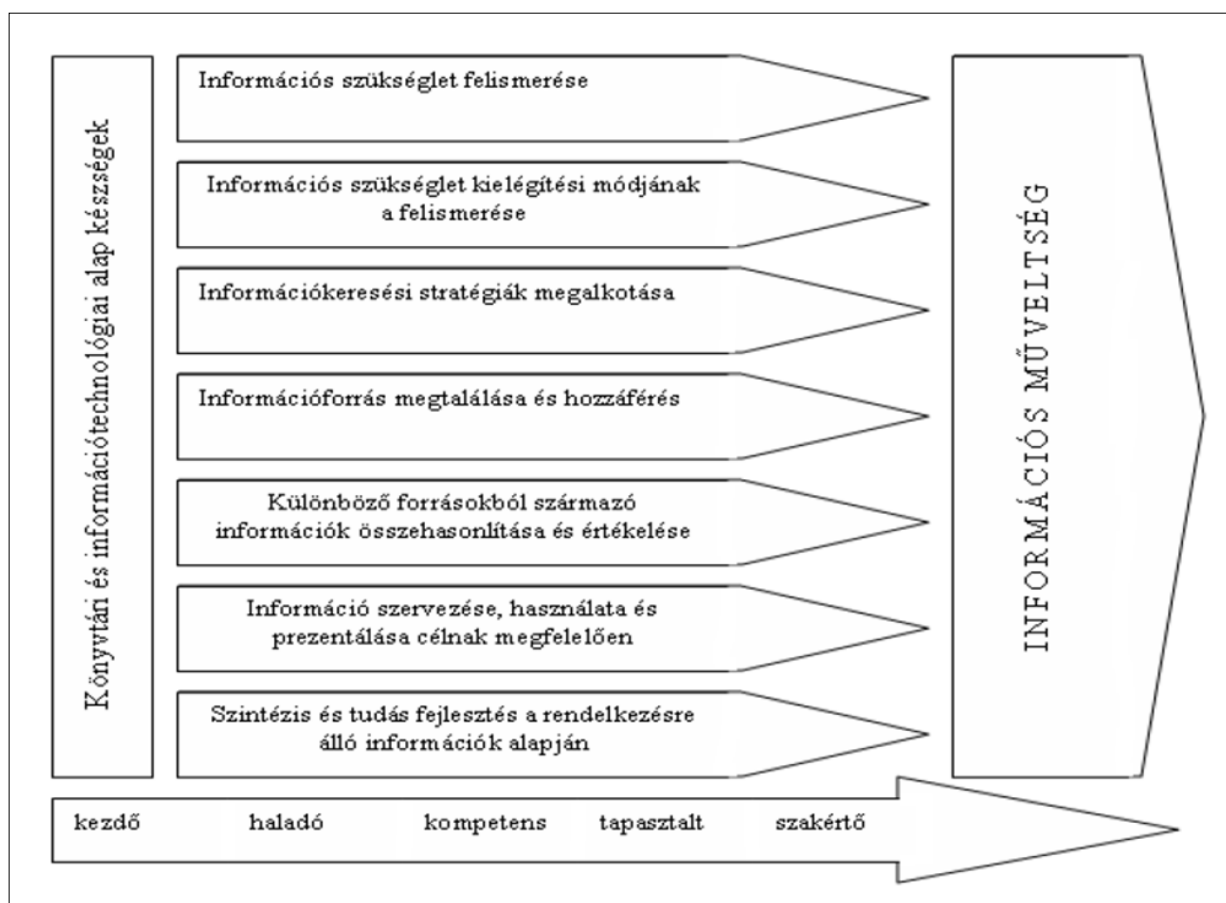 Könyvtári és információtechnológiai alap készségek
Információs szükséglet felismerése
Információs szükséglet kielégítési módjának
a felismerése
Információkeresési stratégiák megalkotása
Információforrás megtalálása és hozzáférés
Különböző forrásokból származó
információk összehasonlítása és értékelése
Információ szervezése, használata és
prezentálása célnak megfelelően
Szintézis és tudás fejlesztés a rendelkezésre
álló információk alapján
INFORMÁCIÓS MŰVELTSÉG
kezdő haladó kompetens tapasztalt szakértő